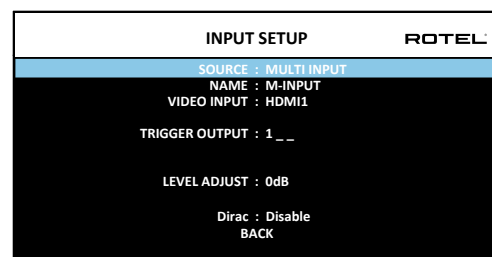 INPUT SETUP ROTEL
SOURCE : MULTI INPUT
NAME : M-INPUT
VIDEO INPUT : HDMI1
TRIGGER OUTPUT : 1 _ _
LEVEL ADJUST : 0dB
Dirac : Disable
BACK